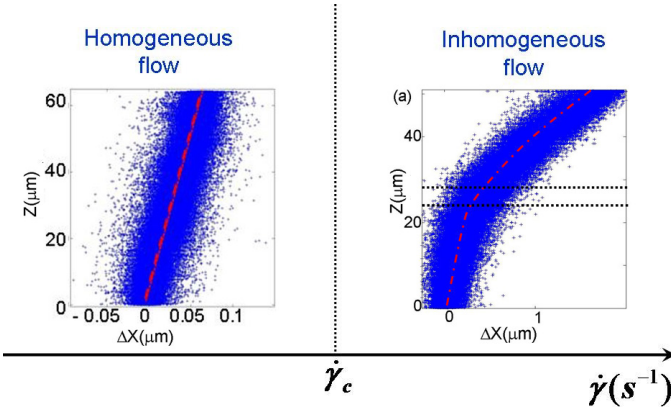 Homogeneous
flow
Inhomogeneous
flow
60
40
20
0
Z(μm)
- 0.05 0 0.05 0.1
ΔX(μm)
(a)
40
20
0
Z(μm)
0 1
ΔX(μm)
γ̇c
γ̇(s⁻¹)